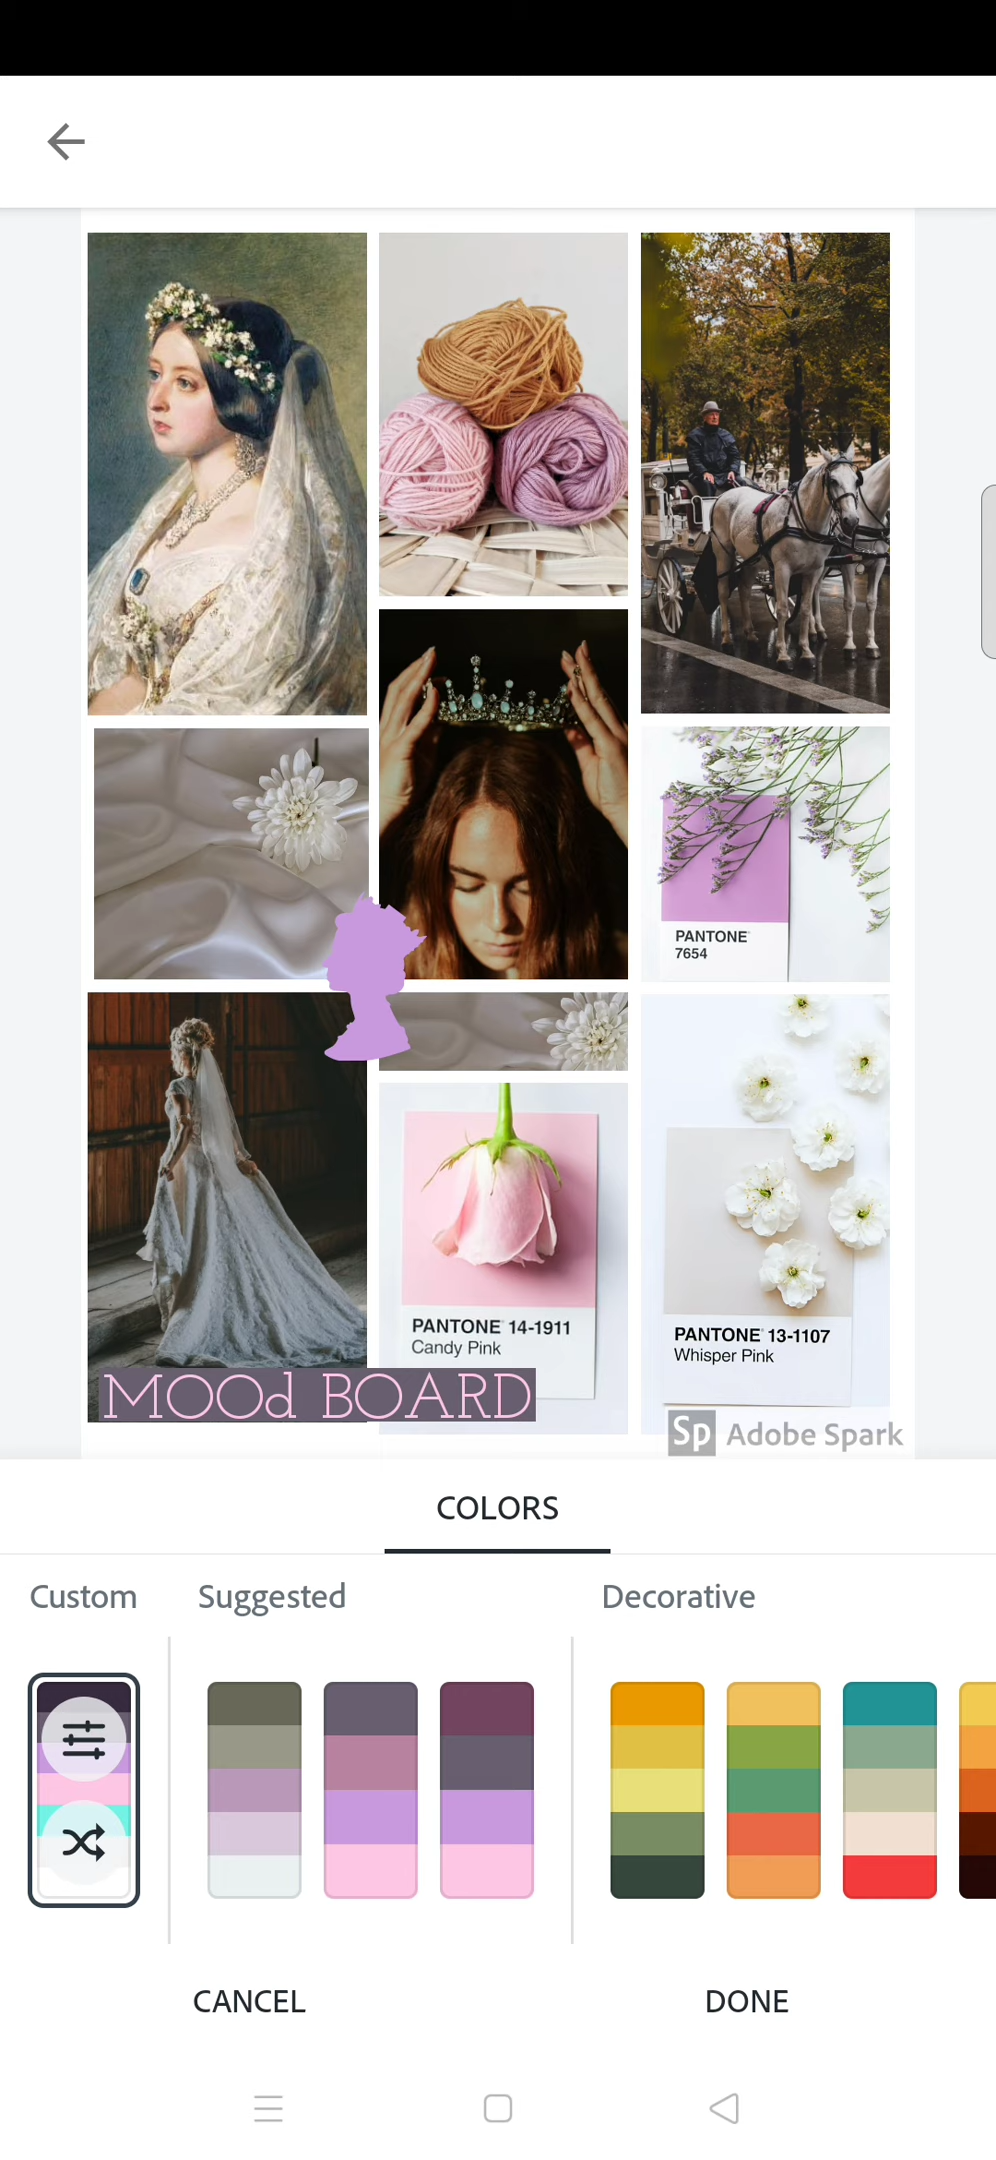 PANTONE®
7654
PANTONE® 14-1911
Candy Pink
PANTONE® 13-1107
Whisper Pink
MOOd BOARD
Sp Adobe Spark
COLORS
Custom
Suggested
Decorative
CANCEL
DONE